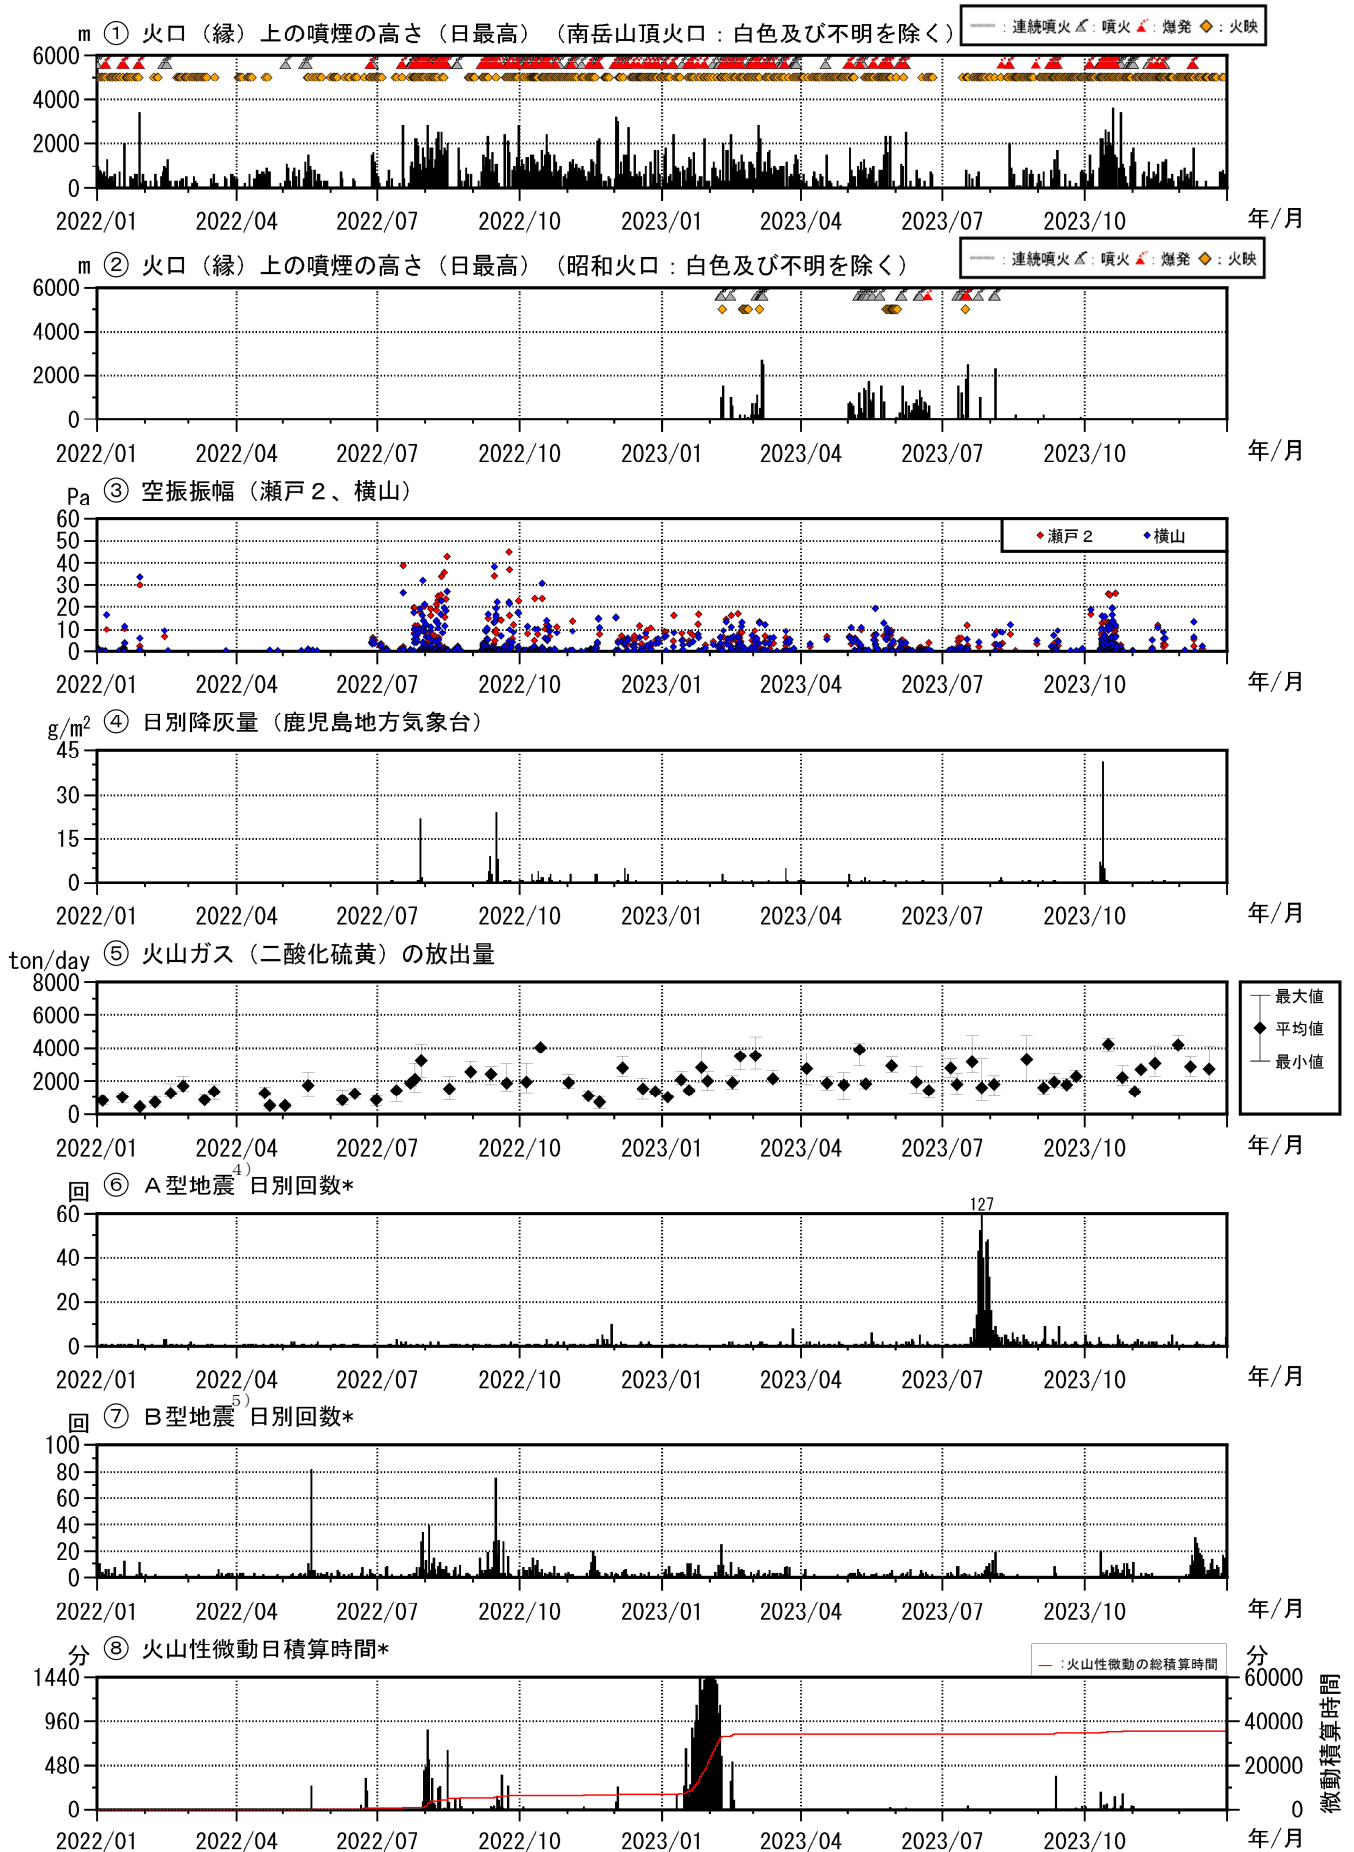 m ① 火口（縁）上の噴煙の高さ（日最高）（南岳山頂火口：白色及び不明を除く）
：連続噴火 ：噴火 ：爆発 ：火映
6000
4000
2000
0
2022/01 2022/04 2022/07 2022/10 2023/01 2023/04 2023/07 2023/10 年/月
m ② 火口（縁）上の噴煙の高さ（日最高）（昭和火口：白色及び不明を除く）
：連続噴火 ：噴火 ：爆発 ：火映
6000
4000
2000
0
2022/01 2022/04 2022/07 2022/10 2023/01 2023/04 2023/07 2023/10 年/月
Pa ③ 空振振幅（瀬戸２、横山）
瀬戸２ 横山
60
50
40
30
20
10
0
2022/01 2022/04 2022/07 2022/10 2023/01 2023/04 2023/07 2023/10 年/月
g/m² ④ 日別降灰量（鹿児島地方気象台）
45
30
15
0
2022/01 2022/04 2022/07 2022/10 2023/01 2023/04 2023/07 2023/10 年/月
ton/day ⑤ 火山ガス（二酸化硫黄）の放出量
8000
6000
4000
2000
0
最大値
平均値
最小値
2022/01 2022/04 2022/07 2022/10 2023/01 2023/04 2023/07 2023/10 年/月
回 ⑥ Ａ型地震4)日別回数*
127
60
40
20
0
2022/01 2022/04 2022/07 2022/10 2023/01 2023/04 2023/07 2023/10 年/月
回 ⑦ Ｂ型地震5)日別回数*
100
80
60
40
20
0
2022/01 2022/04 2022/07 2022/10 2023/01 2023/04 2023/07 2023/10 年/月
分 ⑧ 火山性微動日積算時間* 分
：火山性微動の総積算時間
1440 60000
960 40000
480 20000
0 0
微動積算時間
2022/01 2022/04 2022/07 2022/10 2023/01 2023/04 2023/07 2023/10 年/月